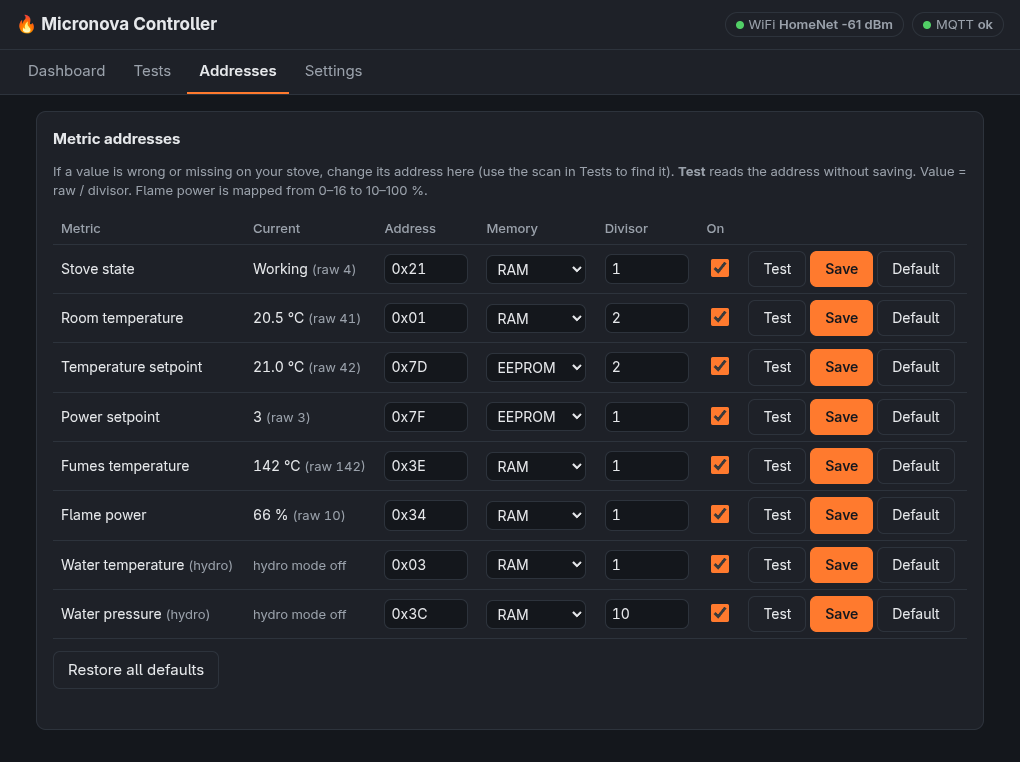 🔥 Micronova Controller
WiFi HomeNet -61 dBm
MQTT ok
Dashboard Tests Addresses Settings
Metric addresses
If a value is wrong or missing on your stove, change its address here (use the scan in Tests to find it). Test reads the address without saving. Value =
raw / divisor. Flame power is mapped from 0–16 to 10–100 %.
Metric Current Address Memory Divisor On
Stove state Working (raw 4) 0x21 RAM 1 Test Save Default
Room temperature 20.5 °C (raw 41) 0x01 RAM 2 Test Save Default
Temperature setpoint 21.0 °C (raw 42) 0x7D EEPROM 2 Test Save Default
Power setpoint 3 (raw 3) 0x7F EEPROM 1 Test Save Default
Fumes temperature 142 °C (raw 142) 0x3E RAM 1 Test Save Default
Flame power 66 % (raw 10) 0x34 RAM 1 Test Save Default
Water temperature (hydro) hydro mode off 0x03 RAM 1 Test Save Default
Water pressure (hydro) hydro mode off 0x3C RAM 10 Test Save Default
Restore all defaults